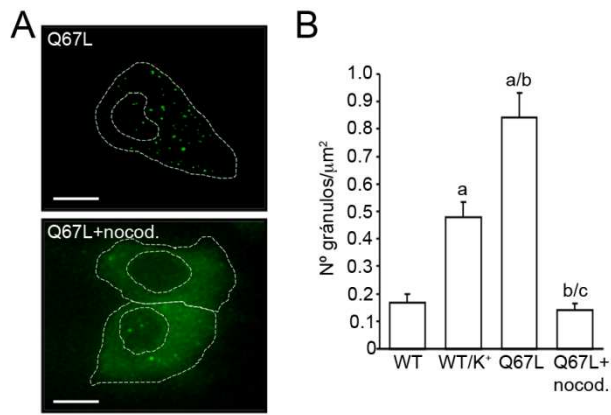 A
Q67L
Q67L+nocod.
B
Nº gránulos/µm²
1.0
0.9
0.8
0.7
0.6
0.5
0.4
0.3
0.2
0.1
0
a
a/b
b/c
WT
WT/K⁺
Q67L
Q67L+
nocod.